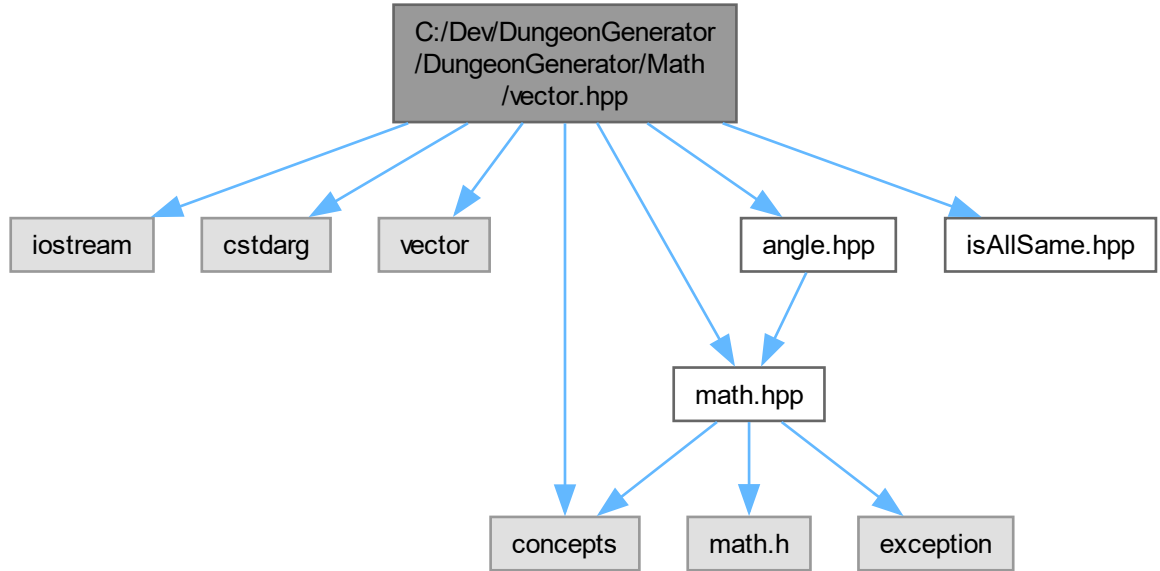 C:/Dev/DungeonGenerator
/DungeonGenerator/Math
/vector.hpp
iostream
cstdarg
vector
angle.hpp
isAllSame.hpp
math.hpp
concepts
math.h
exception